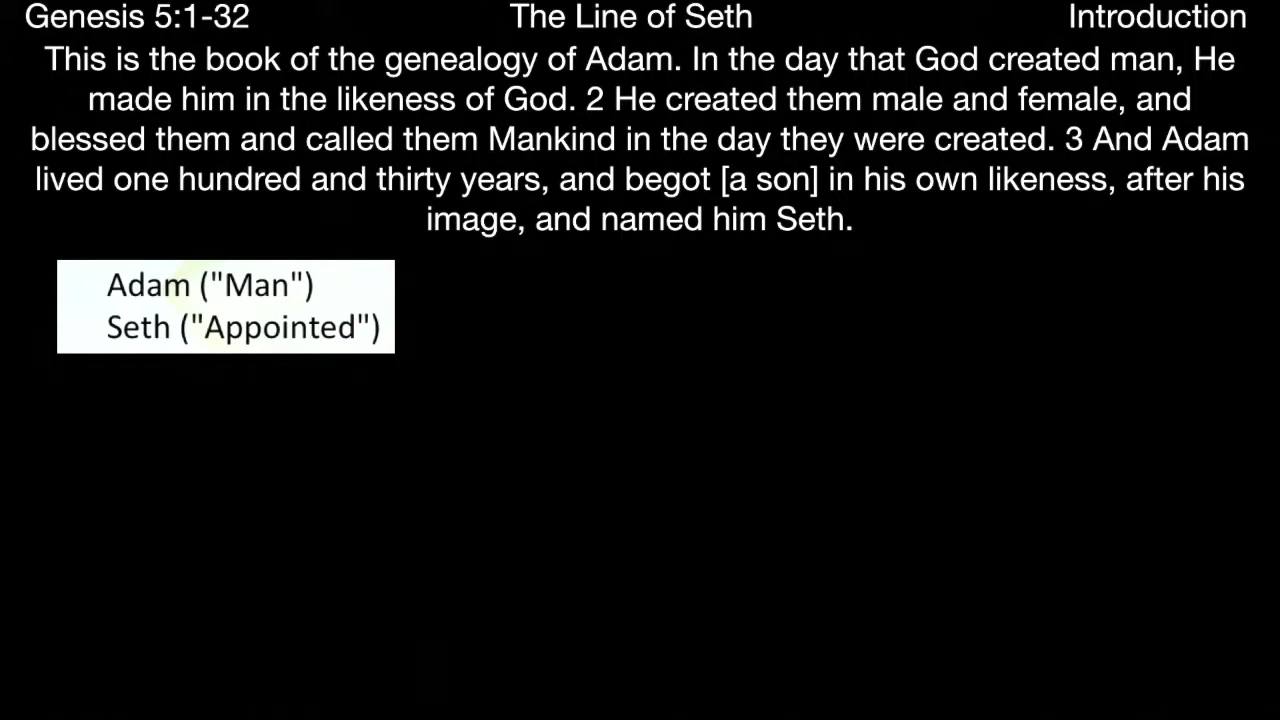 Genesis 5:1-32 The Line of Seth Introduction
This is the book of the genealogy of Adam. In the day that God created man, He
made him in the likeness of God. 2 He created them male and female, and
blessed them and called them Mankind in the day they were created. 3 And Adam
lived one hundred and thirty years, and begot [a son] in his own likeness, after his
image, and named him Seth.
Adam ("Man")
Seth ("Appointed")